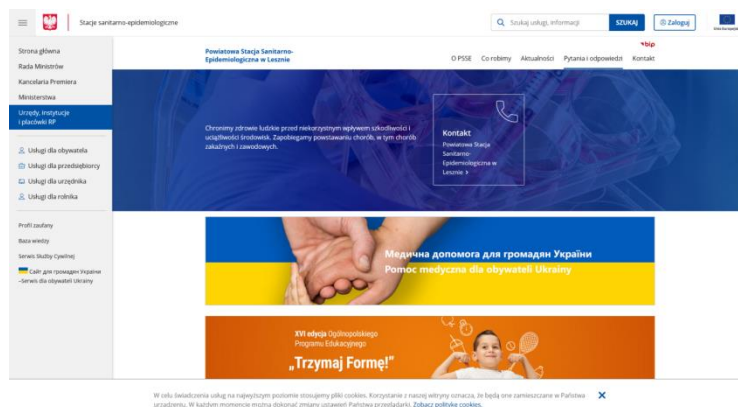 Stacje sanitarno-epidemiologiczne
Szukaj usługi, informacji
SZUKAJ
Zaloguj
Unia Europejska
Strona główna
Rada Ministrów
Kancelaria Premiera
Ministerstwa
Urzędy, instytucje
i placówki RP
Usługi dla obywatela
Usługi dla przedsiębiorcy
Usługi dla urzędnika
Usługi dla rolnika
Profil zaufany
Baza wiedzy
Serwis Służby Cywilnej
Сайт для громадян України
–Serwis dla obywateli Ukrainy
Powiatowa Stacja Sanitarno-
Epidemiologiczna w Lesznie
bip
O PSSE Co robimy Aktualności Pytania i odpowiedzi Kontakt
Chronimy zdrowie ludzkie przed niekorzystnym wpływem szkodliwości i
uciążliwości środowisk. Zapobiegamy powstawaniu chorób, w tym chorób
zakaźnych i zawodowych.
Kontakt
Powiatowa Stacja
Sanitarno-
Epidemiologiczna w
Lesznie
Медична допомога для громадян України
Pomoc medyczna dla obywateli Ukrainy
XVI edycja Ogólnopolskiego
Programu Edukacyjnego
„Trzymaj Formę!”
W celu świadczenia usług na najwyższym poziomie stosujemy pliki cookies. Korzystanie z naszej witryny oznacza, że będą one zamieszczane w Państwa
urządzeniu. W każdym momencie można dokonać zmiany ustawień Państwa przeglądarki. Zobacz politykę cookies.